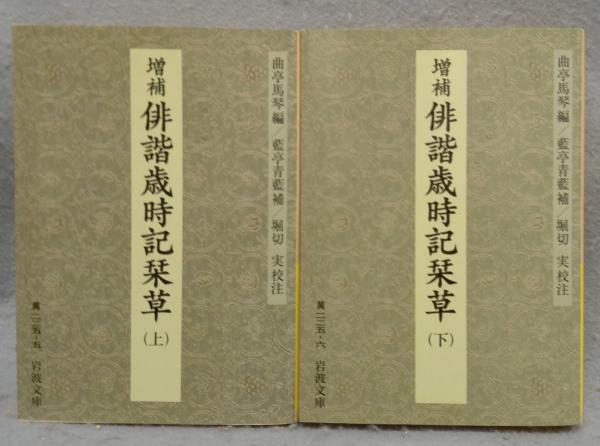 曲亭馬琴編/藍亭青藍補/堀切 実校注
増補 俳諧歳時記栞草(上)
黄二二五-五 岩波文庫
曲亭馬琴編/藍亭青藍補/堀切 実校注
増補 俳諧歳時記栞草(下)
黄二二五-六 岩波文庫